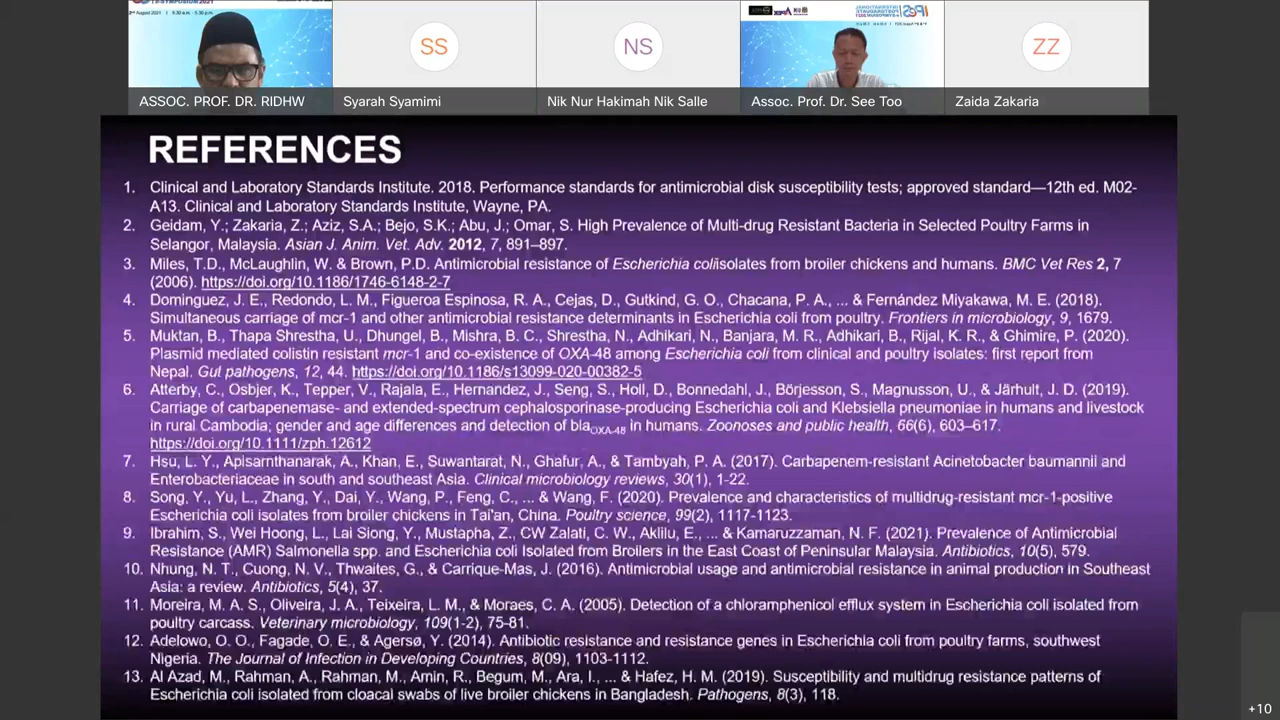 2nd August 2021 | 9.30 a.m. - 5.30 p.m.
SS
NS
ZZ
ASSOC. PROF. DR. RIDHW
Syarah Syamimi
Nik Nur Hakimah Nik Salle
Assoc. Prof. Dr. See Too
Zaida Zakaria
REFERENCES
1. Clinical and Laboratory Standards Institute. 2018. Performance standards for antimicrobial disk susceptibility tests; approved standard—12th ed. M02-
A13. Clinical and Laboratory Standards Institute, Wayne, PA.
2. Geidam, Y.; Zakaria, Z.; Aziz, S.A.; Bejo, S.K.; Abu, J.; Omar, S. High Prevalence of Multi-drug Resistant Bacteria in Selected Poultry Farms in
Selangor, Malaysia. Asian J. Anim. Vet. Adv. 2012, 7, 891–897.
3. Miles, T.D., McLaughlin, W. & Brown, P.D. Antimicrobial resistance of Escherichia coliisolates from broiler chickens and humans. BMC Vet Res 2, 7
(2006). https://doi.org/10.1186/1746-6148-2-7
4. Dominguez, J. E., Redondo, L. M., Figueroa Espinosa, R. A., Cejas, D., Gutkind, G. O., Chacana, P. A., ... & Fernández Miyakawa, M. E. (2018).
Simultaneous carriage of mcr-1 and other antimicrobial resistance determinants in Escherichia coli from poultry. Frontiers in microbiology, 9, 1679.
5. Muktan, B., Thapa Shrestha, U., Dhungel, B., Mishra, B. C., Shrestha, N., Adhikari, N., Banjara, M. R., Adhikari, B., Rijal, K. R., & Ghimire, P. (2020).
Plasmid mediated colistin resistant mcr-1 and co-existence of OXA-48 among Escherichia coli from clinical and poultry isolates: first report from
Nepal. Gut pathogens, 12, 44. https://doi.org/10.1186/s13099-020-00382-5
6. Atterby, C., Osbjer, K., Tepper, V., Rajala, E., Hernandez, J., Seng, S., Holl, D., Bonnedahl, J., Börjesson, S., Magnusson, U., & Järhult, J. D. (2019).
Carriage of carbapenemase- and extended-spectrum cephalosporinase-producing Escherichia coli and Klebsiella pneumoniae in humans and livestock
in rural Cambodia; gender and age differences and detection of blaOXA-48 in humans. Zoonoses and public health, 66(6), 603–617.
https://doi.org/10.1111/zph.12612
7. Hsu, L. Y., Apisarnthanarak, A., Khan, E., Suwantarat, N., Ghafur, A., & Tambyah, P. A. (2017). Carbapenem-resistant Acinetobacter baumannii and
Enterobacteriaceae in south and southeast Asia. Clinical microbiology reviews, 30(1), 1-22.
8. Song, Y., Yu, L., Zhang, Y., Dai, Y., Wang, P., Feng, C., ... & Wang, F. (2020). Prevalence and characteristics of multidrug-resistant mcr-1-positive
Escherichia coli isolates from broiler chickens in Tai'an, China. Poultry science, 99(2), 1117-1123.
9. Ibrahim, S., Wei Hoong, L., Lai Siong, Y., Mustapha, Z., CW Zalati, C. W., Aklilu, E., ... & Kamaruzzaman, N. F. (2021). Prevalence of Antimicrobial
Resistance (AMR) Salmonella spp. and Escherichia coli Isolated from Broilers in the East Coast of Peninsular Malaysia. Antibiotics, 10(5), 579.
10. Nhung, N. T., Cuong, N. V., Thwaites, G., & Carrique-Mas, J. (2016). Antimicrobial usage and antimicrobial resistance in animal production in Southeast
Asia: a review. Antibiotics, 5(4), 37.
11. Moreira, M. A. S., Oliveira, J. A., Teixeira, L. M., & Moraes, C. A. (2005). Detection of a chloramphenicol efflux system in Escherichia coli isolated from
poultry carcass. Veterinary microbiology, 109(1-2), 75-81.
12. Adelowo, O. O., Fagade, O. E., & Agersø, Y. (2014). Antibiotic resistance and resistance genes in Escherichia coli from poultry farms, southwest
Nigeria. The Journal of Infection in Developing Countries, 8(09), 1103-1112.
13. Al Azad, M., Rahman, A., Rahman, M., Amin, R., Begum, M., Ara, I., ... & Hafez, H. M. (2019). Susceptibility and multidrug resistance patterns of
Escherichia coli isolated from cloacal swabs of live broiler chickens in Bangladesh. Pathogens, 8(3), 118.
+10